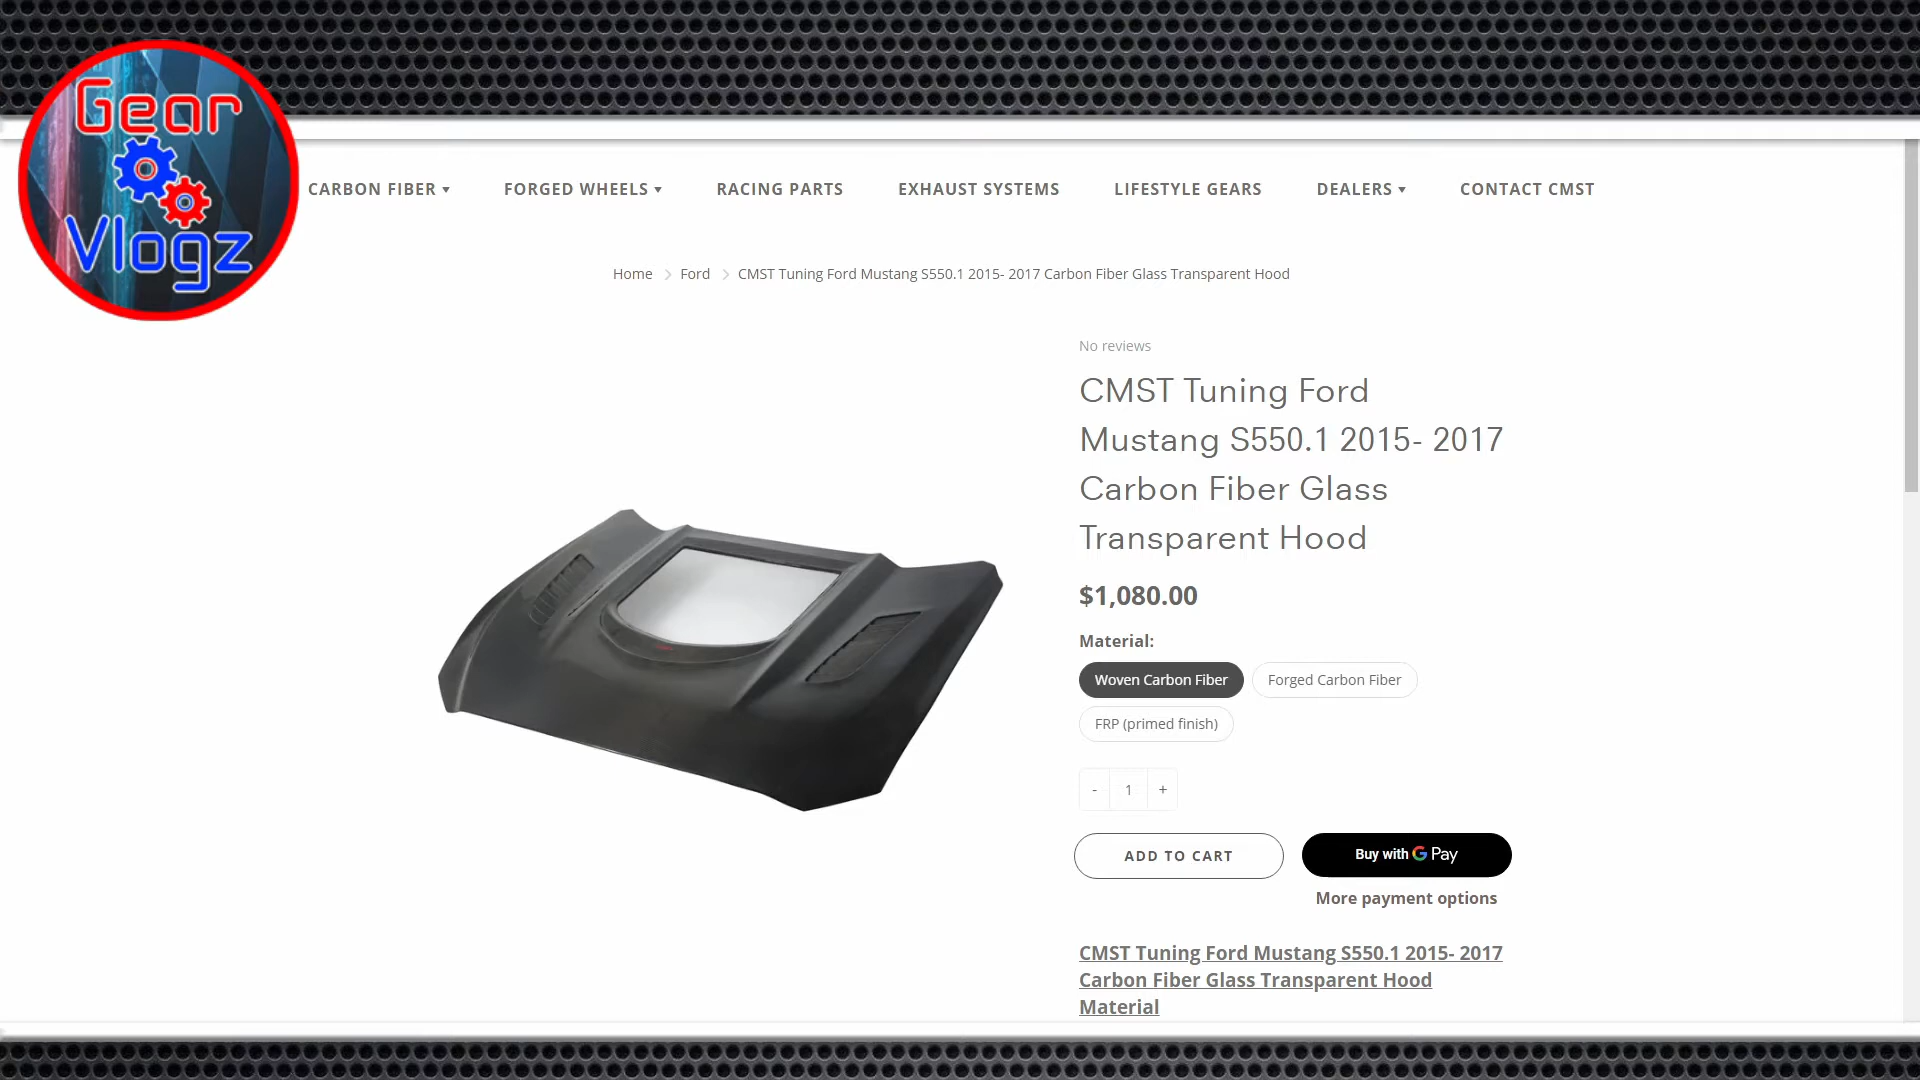 Gear
Vlogz
CARBON FIBER
FORGED WHEELS
RACING PARTS
EXHAUST SYSTEMS
LIFESTYLE GEARS
DEALERS
CONTACT CMST
Home
Ford
CMST Tuning Ford Mustang S550.1 2015- 2017 Carbon Fiber Glass Transparent Hood
No reviews
CMST Tuning Ford
Mustang S550.1 2015- 2017
Carbon Fiber Glass
Transparent Hood
$1,080.00
Material:
Woven Carbon Fiber
Forged Carbon Fiber
FRP (primed finish)
- 1 +
ADD TO CART
Buy with G Pay
More payment options
CMST Tuning Ford Mustang S550.1 2015- 2017
Carbon Fiber Glass Transparent Hood
Material